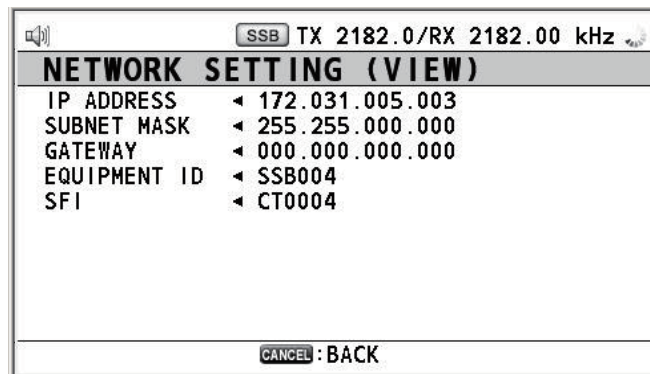 SSB TX 2182.0/RX 2182.00 kHz
NETWORK SETTING (VIEW)
IP ADDRESS ◄ 172.031.005.003
SUBNET MASK ◄ 255.255.000.000
GATEWAY ◄ 000.000.000.000
EQUIPMENT ID ◄ SSB004
SFI ◄ CT0004
CANCEL : BACK